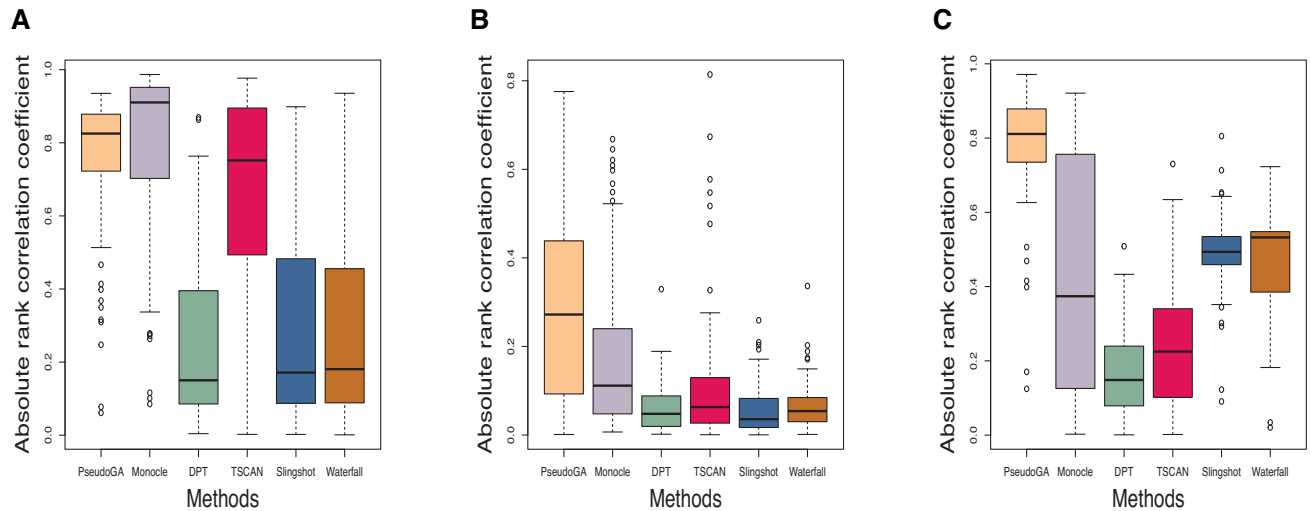 A
Absolute rank correlation coefficient
1.0
0.8
0.6
0.4
0.2
0.0
PseudoGA Monocle DPT TSCAN Slingshot Waterfall
Methods
B
Absolute rank correlation coefficient
0.8
0.6
0.4
0.2
0.0
PseudoGA Monocle DPT TSCAN Slingshot Waterfall
Methods
C
Absolute rank correlation coefficient
1.0
0.8
0.6
0.4
0.2
0.0
PseudoGA Monocle DPT TSCAN Slingshot Waterfall
Methods